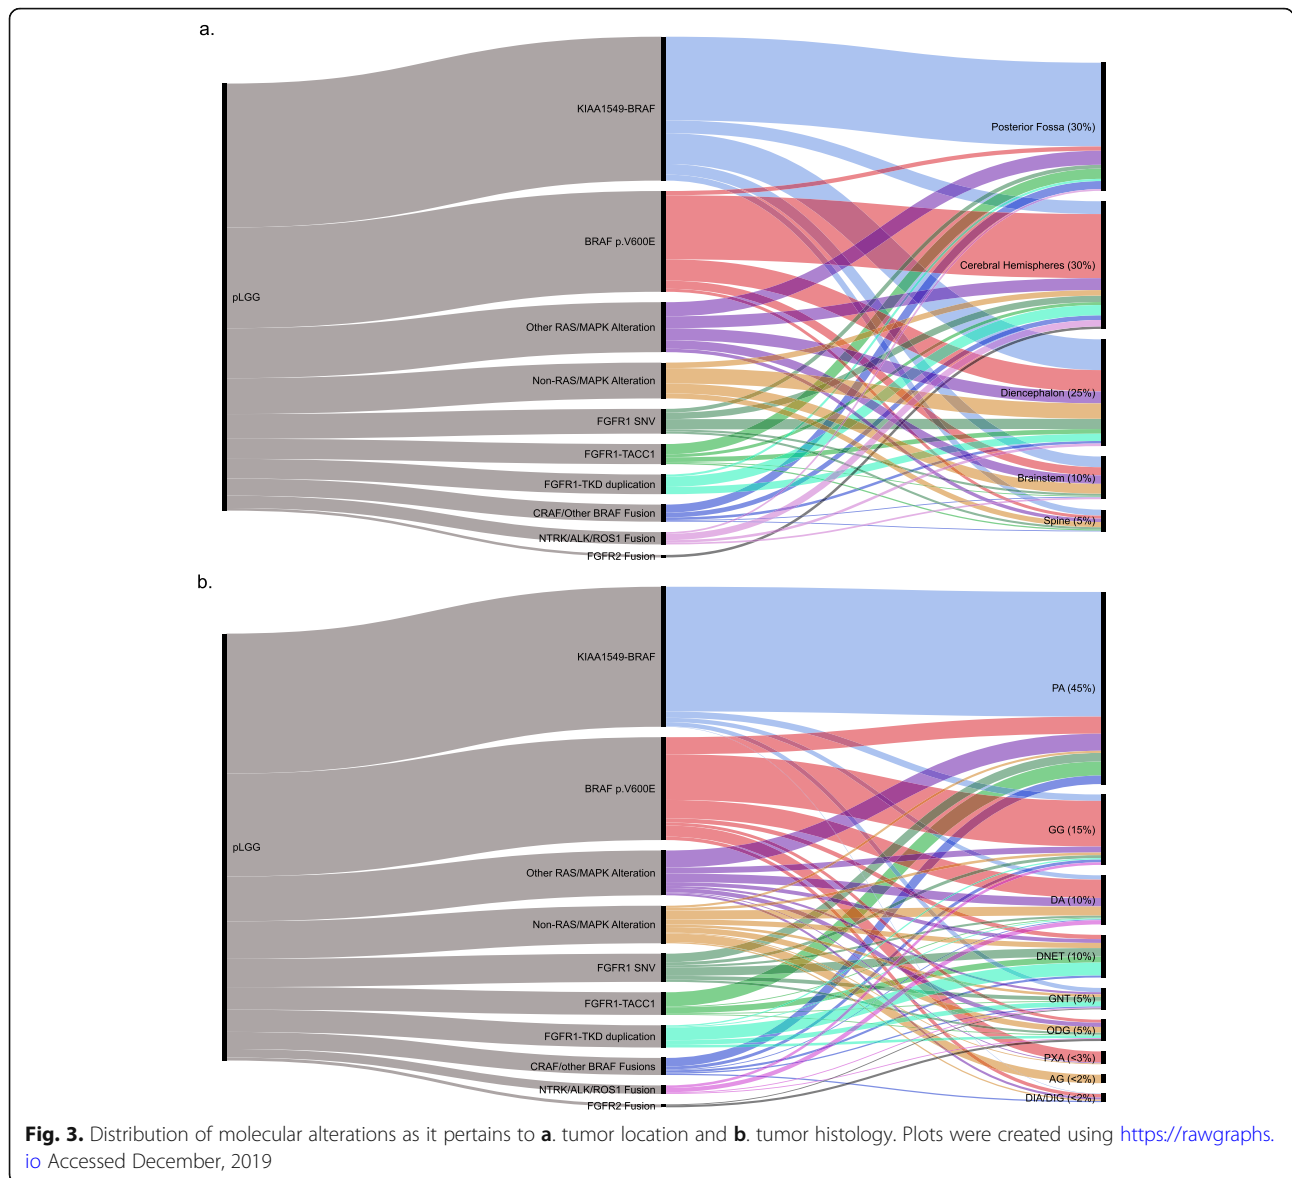 a.
KIAA1549-BRAF
BRAF p.V600E
pLGG
Other RAS/MAPK Alteration
Non-RAS/MAPK Alteration
FGFR1 SNV
FGFR1-TACC1
FGFR1-TKD duplication
CRAF/Other BRAF Fusion
NTRK/ALK/ROS1 Fusion
FGFR2 Fusion
Posterior Fossa (30%)
Cerebral Hemispheres (30%)
Diencephalon (25%)
Brainstem (10%)
Spine (5%)
b.
KIAA1549-BRAF
BRAF p.V600E
pLGG
Other RAS/MAPK Alteration
Non-RAS/MAPK Alteration
FGFR1 SNV
FGFR1-TACC1
FGFR1-TKD duplication
CRAF/other BRAF Fusions
NTRK/ALK/ROS1 Fusion
FGFR2 Fusion
PA (45%)
GG (15%)
DA (10%)
DNET (10%)
GNT (5%)
ODG (5%)
PXA (<3%)
AG (<2%)
DIA/DIG (<2%)
Fig. 3. Distribution of molecular alterations as it pertains to a. tumor location and b. tumor histology. Plots were created using https://rawgraphs.
io Accessed December, 2019